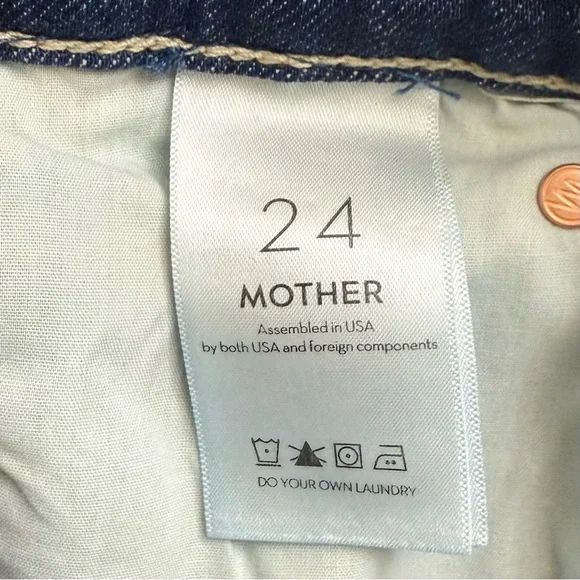 24
MOTHER
Assembled in USA
by both USA and foreign components
DO YOUR OWN LAUNDRY